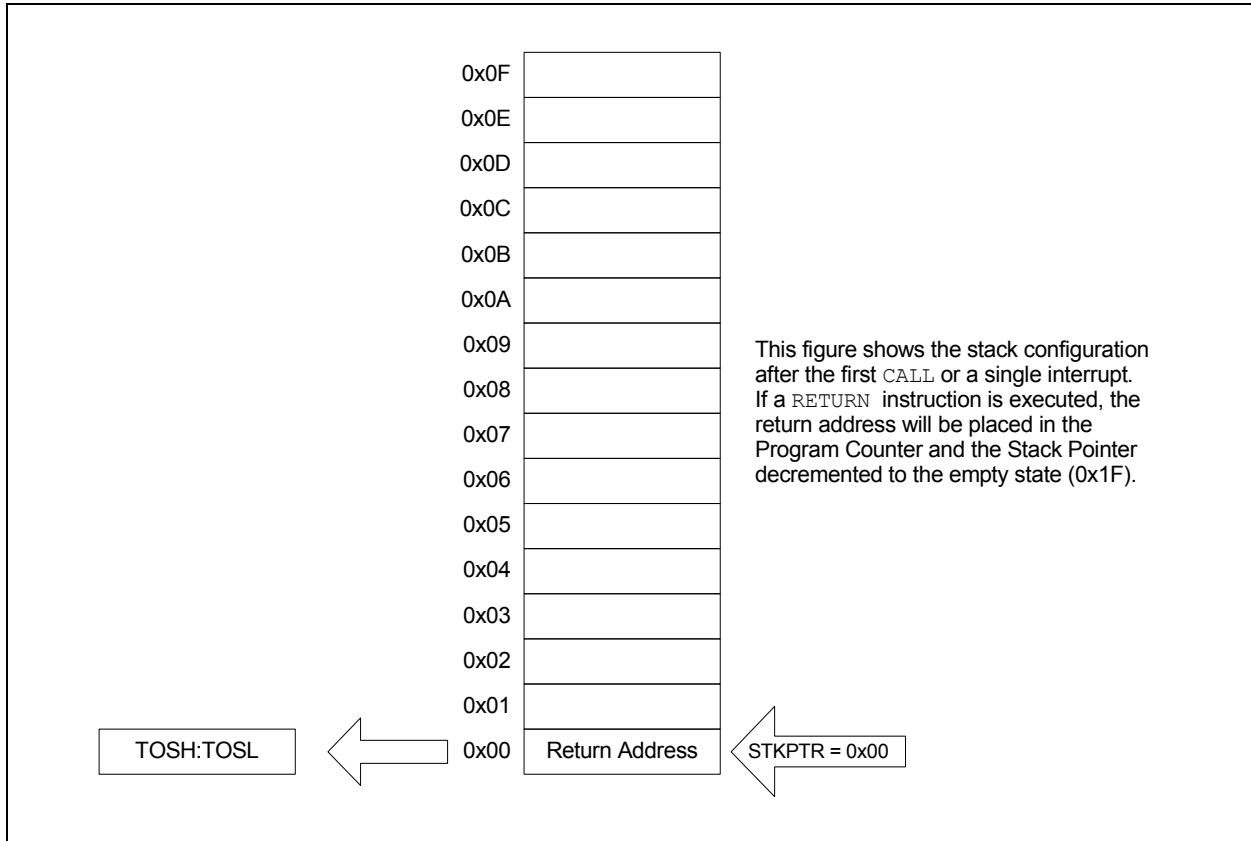 0x0F
0x0E
0x0D
0x0C
0x0B
0x0A
0x09
This figure shows the stack configuration
0x08
after the first CALL or a single interrupt.
If a RETURN instruction is executed, the
0x07
return address will be placed in the
Program Counter and the Stack Pointer
0x06
decremented to the empty state (0x1F).
0x05
0x04
0x03
0x02
0x01
TOSH:TOSL
0x00
Return Address
STKPTR = 0x00